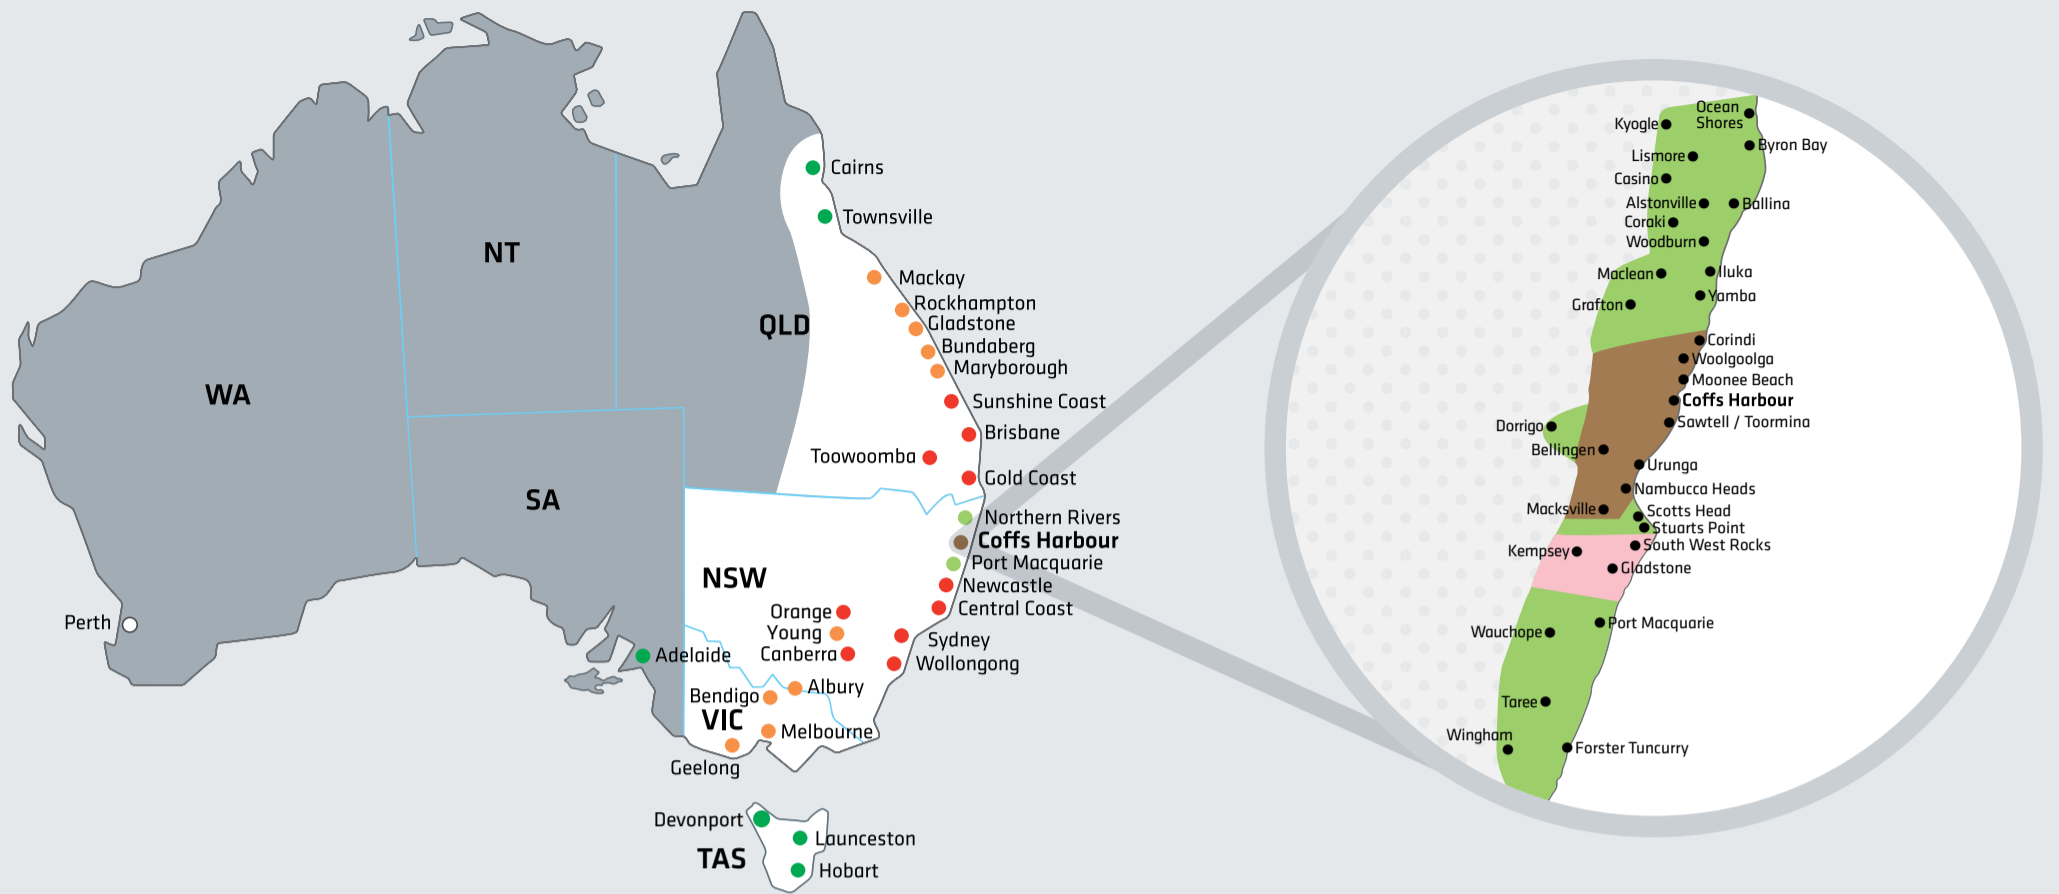 WA
NT
QLD
SA
NSW
VIC
TAS
Perth
Adelaide
Cairns
Townsville
Mackay
Rockhampton
Gladstone
Bundaberg
Maryborough
Sunshine Coast
Brisbane
Toowoomba
Gold Coast
Northern Rivers
Coffs Harbour
Port Macquarie
Newcastle
Central Coast
Orange
Young
Canberra
Sydney
Wollongong
Albury
Bendigo
Melbourne
Geelong
Devonport
Launceston
Hobart
Ocean
Shores
Kyogle
Byron Bay
Lismore
Casino
Alstonville
Ballina
Coraki
Woodburn
Maclean
Iluka
Yamba
Grafton
Corindi
Woolgoolga
Moonee Beach
Coffs Harbour
Sawtell / Toormina
Dorrigo
Bellingen
Urunga
Nambucca Heads
Macksville
Scotts Head
Stuarts Point
South West Rocks
Kempsey
Gladstone
Port Macquarie
Wauchope
Taree
Wingham
Forster Tuncurry